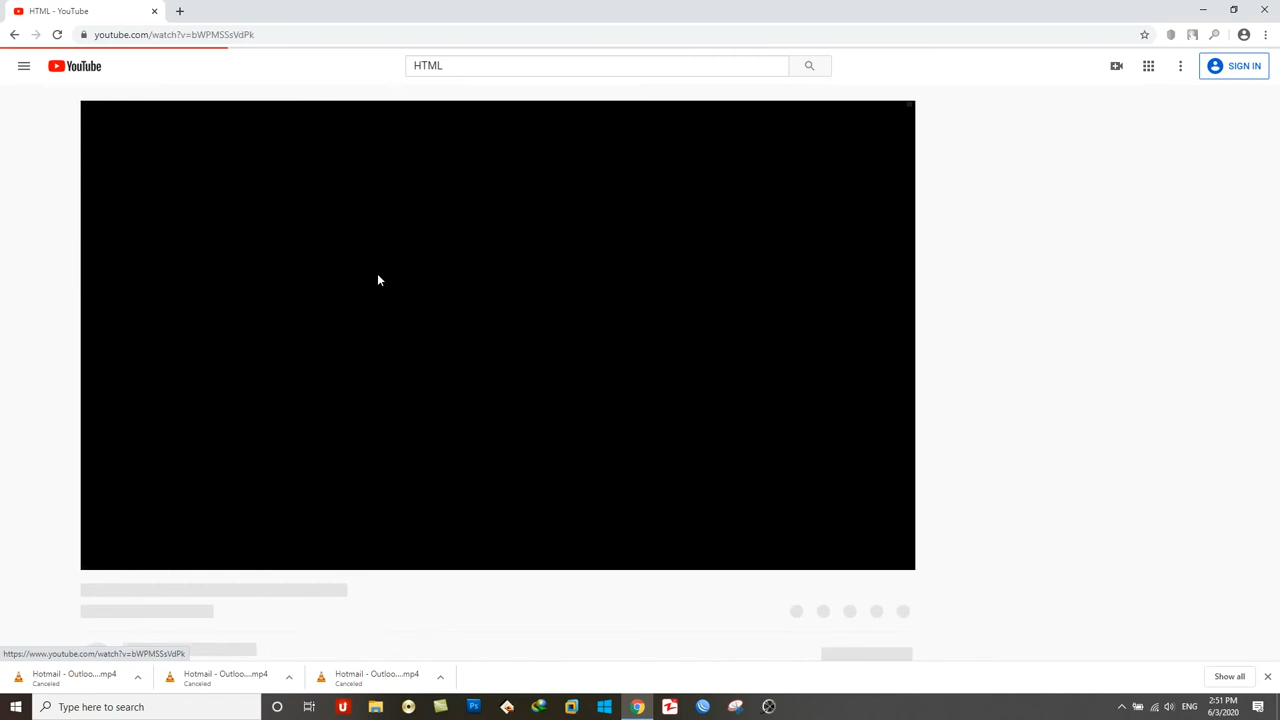 HTML - YouTube
youtube.com/watch?v=bWPMSSsVdPk
YouTube
HTML
SIGN IN
https://www.youtube.com/watch?v=bWPMSSsVdPk
Hotmail - Outloo....mp4
Canceled
Hotmail - Outloo....mp4
Canceled
Hotmail - Outloo....mp4
Canceled
Show all
Type here to search
2:51 PM
6/3/2020